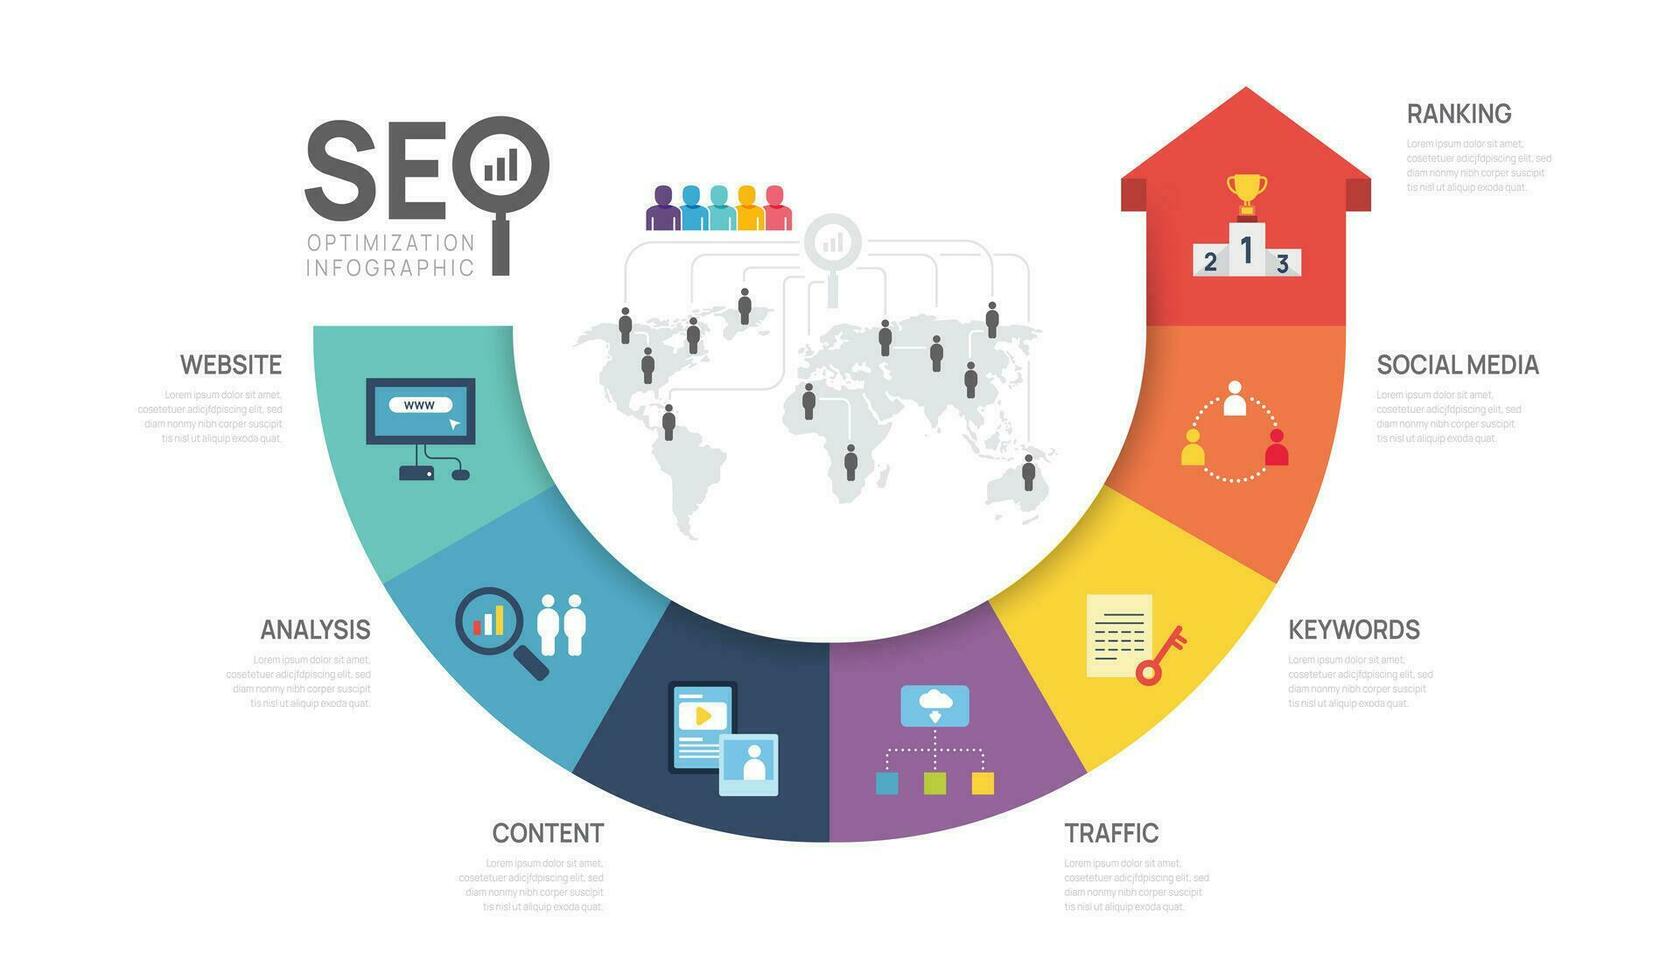 SEO
OPTIMIZATION
INFOGRAPHIC
WEBSITE
Lorem ipsum dolor sit amet,
cosetetuer adicjfdpiscing elit, sed
diam nonmy nibh corper suscipit
tis nisl ut aliquip exerc quat.
WWW
ANALYSIS
Lorem ipsum dolor sit amet,
cosetetuer adicjfdpiscing elit, sed
diam nonmy nibh corper suscipit
tis nisl ut aliquip exerc quat.
CONTENT
Lorem ipsum dolor sit amet,
cosetetuer adicjfdpiscing elit, sed
diam nonmy nibh corper suscipit
tis nisl ut aliquip exerc quat.
TRAFFIC
Lorem ipsum dolor sit amet,
cosetetuer adicjfdpiscing elit, sed
diam nonmy nibh corper suscipit
tis nisl ut aliquip exerc quat.
KEYWORDS
Lorem ipsum dolor sit amet,
cosetetuer adicjfdpiscing elit, sed
diam nonmy nibh corper suscipit
tis nisl ut aliquip exoda quat.
SOCIAL MEDIA
Lorem ipsum dolor sit amet,
cosetetuer adicjfdpiscing elit, sed
diam nonmy nibh corper suscipit
tis nisl ut aliquip exoda quat.
RANKING
Lorem ipsum dolor sit amet,
cosetetuer adicjfdpiscing elit, sed
diam nonmy nibh corper suscipit
tis nisl ut aliquip exoda quat.
2 1 3